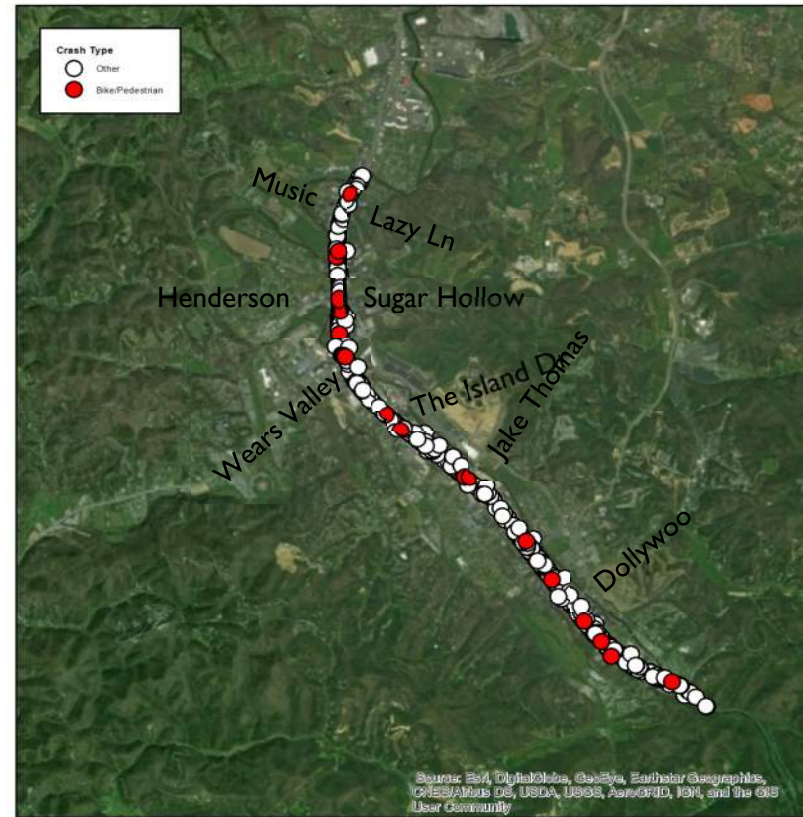 Crash Type
Other
Bike/Pedestrian
Music
Lazy Ln
Henderson
Sugar Hollow
The Island Dr
Jake Thomas
Wears Valley
Dollywoo
Source: Esri, DigitalGlobe, GeoEye, Earthstar Geographics,
CNES/Airbus DS, USDA, USGS, AeroGRID, IGN, and the GIS
User Community